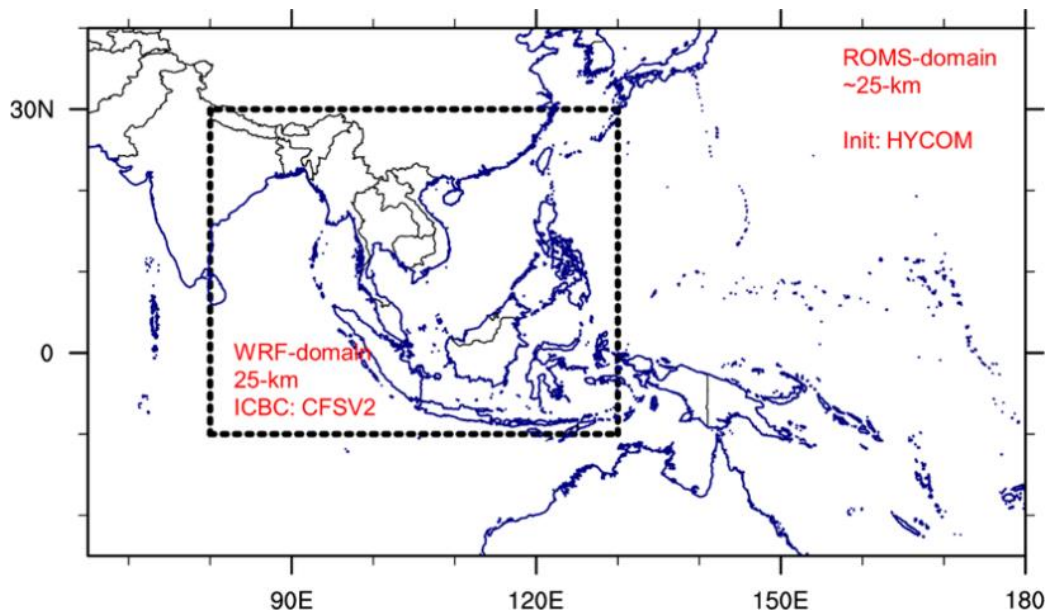 ROMS-domain
~25-km
Init: HYCOM
30N
0
WRF-domain
25-km
ICBC: CFSV2
90E
120E
150E
180